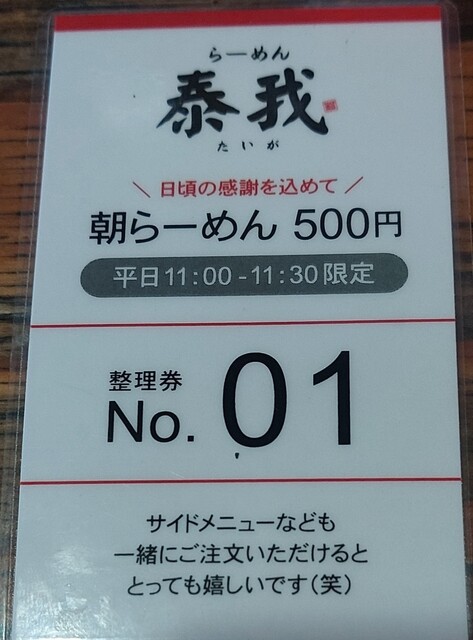 らーめん
泰我
たいが
＼ 日頃の感謝を込めて ／
朝らーめん 500円
平日11:00-11:30限定
整理券
No. 01
サイドメニューなども
一緒にご注文いただけると
とっても嬉しいです(笑)